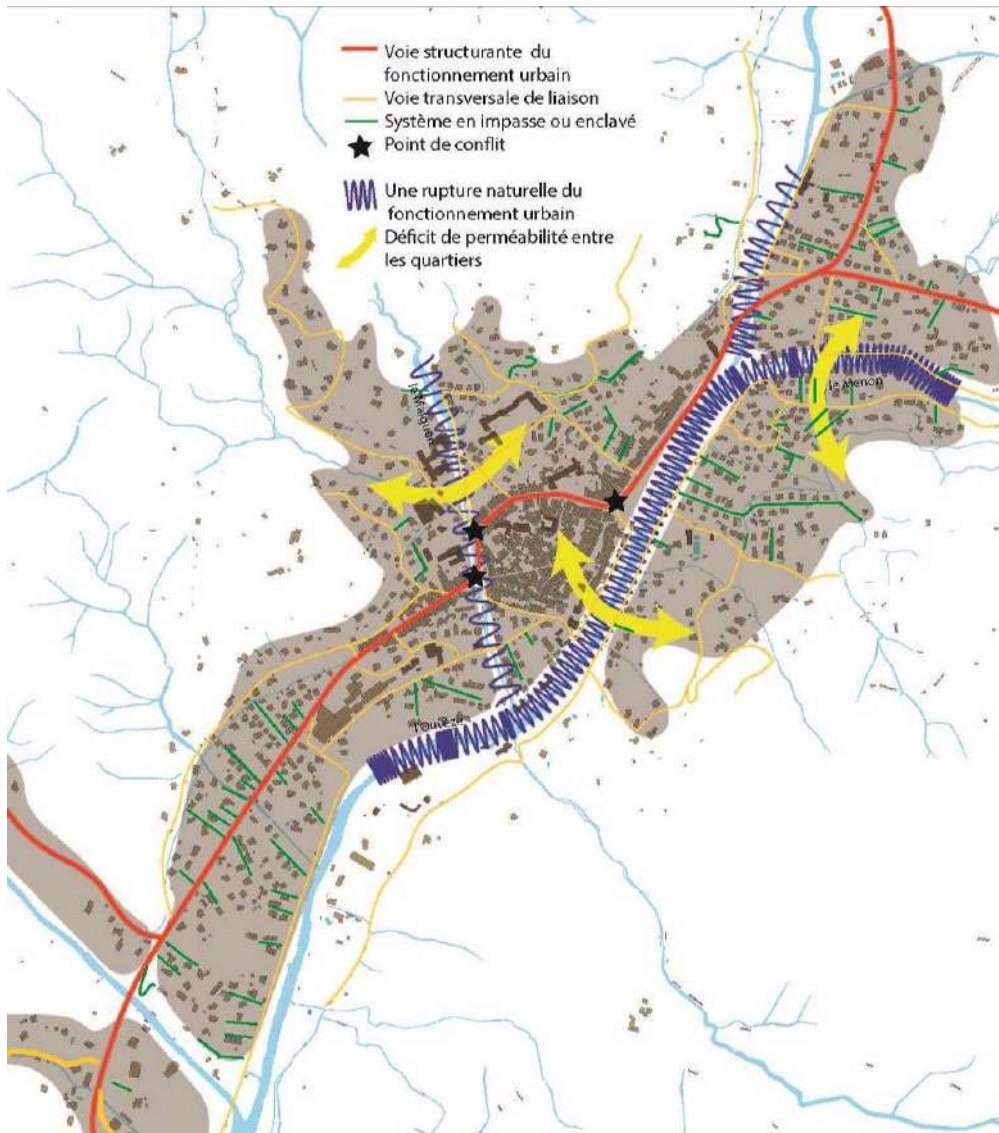 Voie structurante du
fonctionnement urbain
Voie transversale de liaison
Système en impasse ou enclavé
Point de conflit
Une rupture naturelle du
fonctionnement urbain
Déficit de perméabilité entre
les quartiers
le Menon
l'Ouvèze